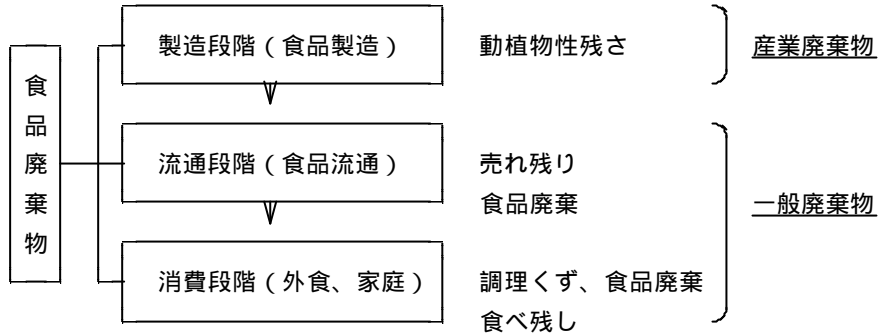 食品廃棄物
製造段階(食品製造)
動植物性残さ
産業廃棄物
流通段階(食品流通)
売れ残り
食品廃棄
一般廃棄物
消費段階(外食、家庭)
調理くず、食品廃棄
食べ残し